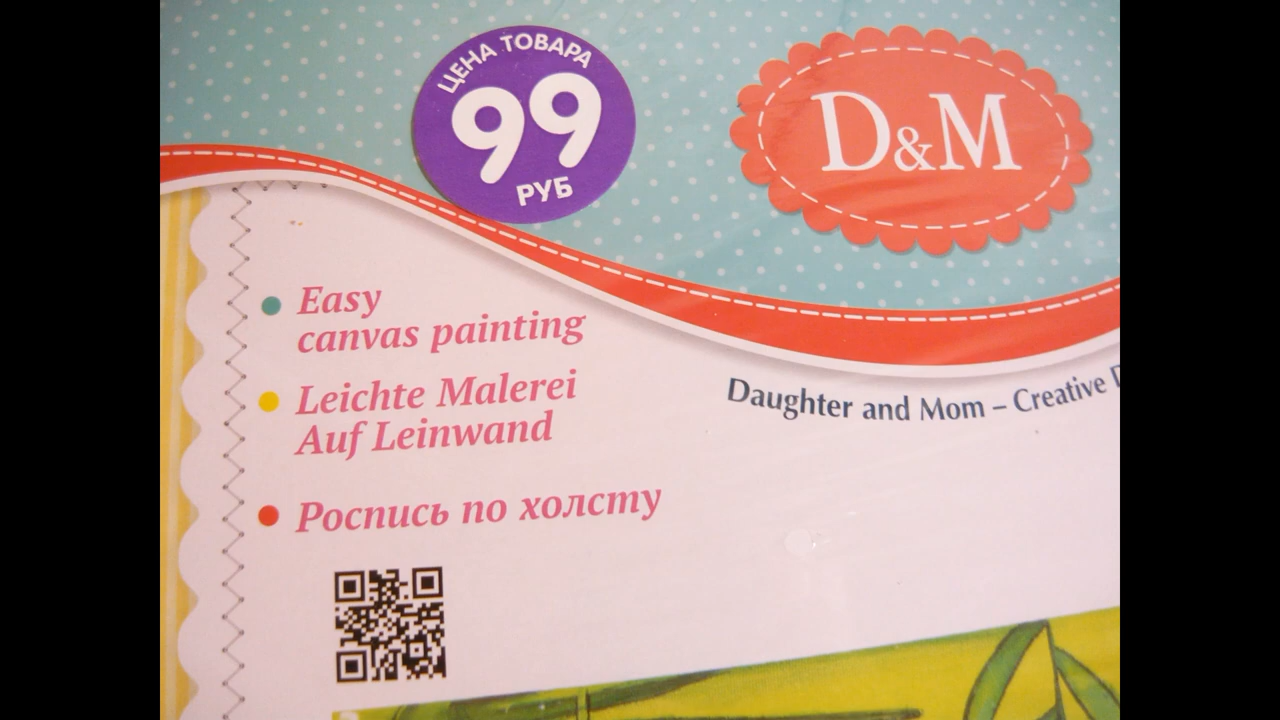 ЦЕНА ТОВАРА
99
РУБ
D&M
Easy
canvas painting
Leichte Malerei
Auf Leinwand
Роспись по холсту
Daughter and Mom – Creative